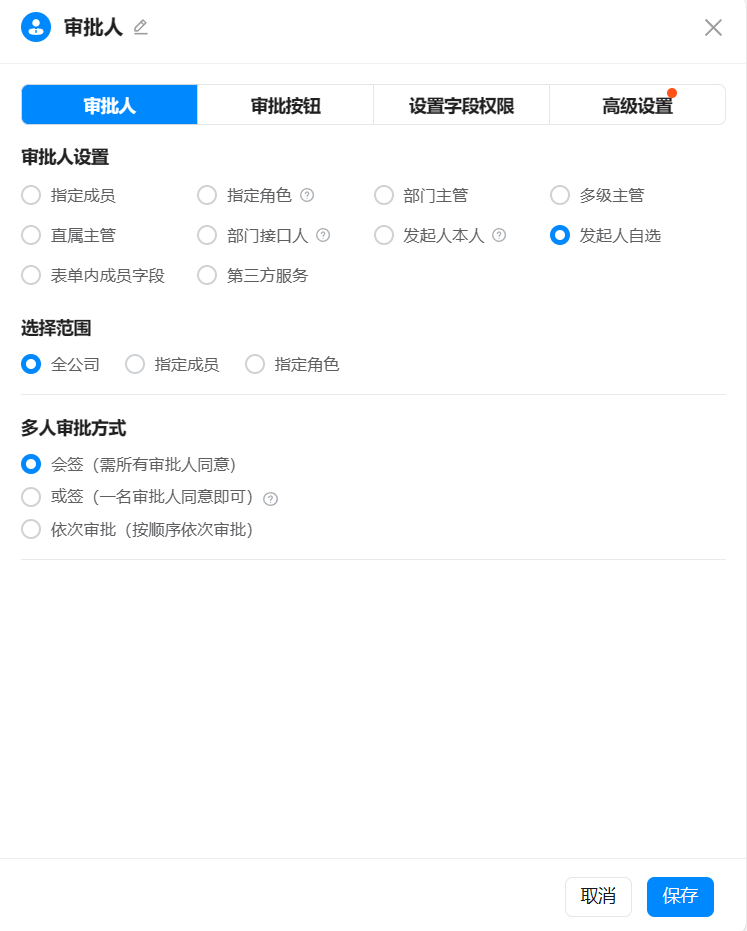 审批人
审批人 审批按钮 设置字段权限 高级设置
审批人设置
指定成员 指定角色 ? 部门主管 多级主管
直属主管 部门接口人 ? 发起人本人 ? 发起人自选
表单内成员字段 第三方服务
选择范围
全公司 指定成员 指定角色
多人审批方式
会签（需所有审批人同意）
或签（一名审批人同意即可） ?
依次审批（按顺序依次审批）
取消 保存